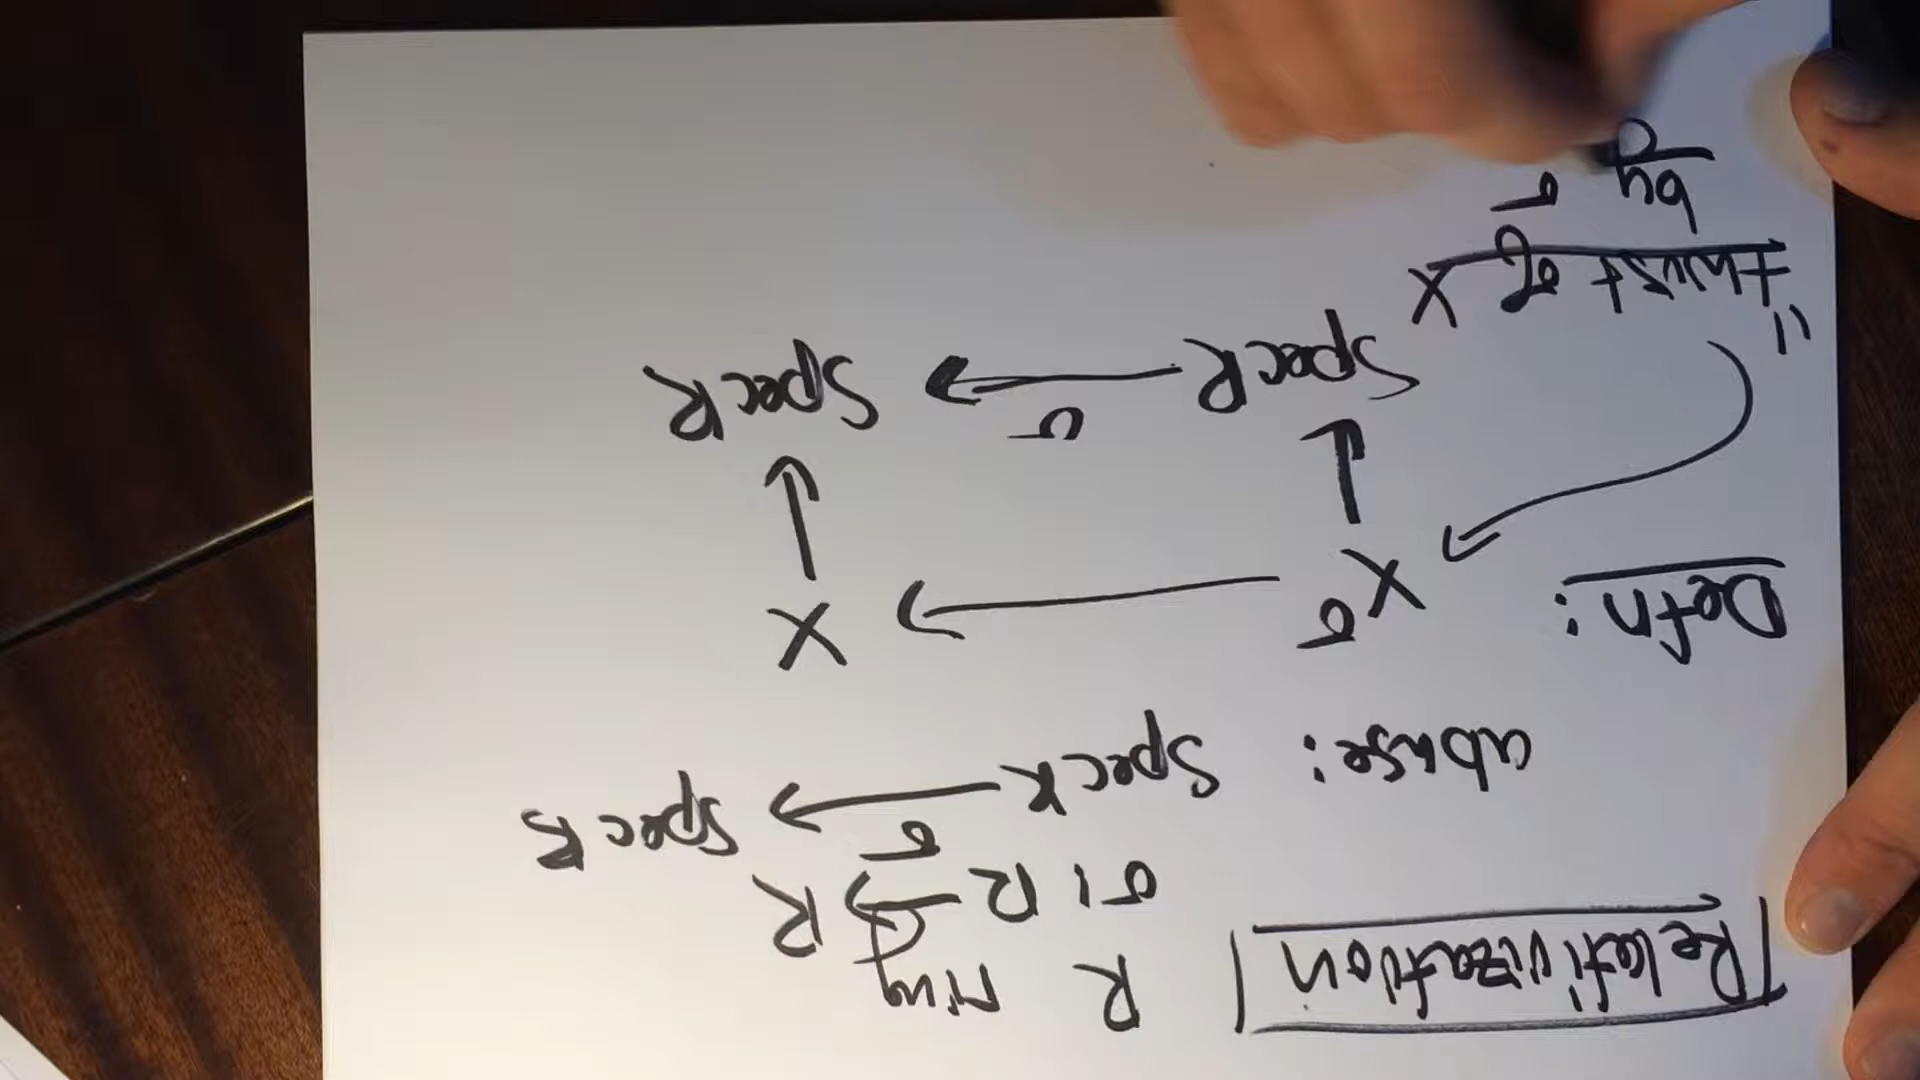 Relativization R ring
σ: R → R
abuse: Spec R σ→ Spec R
Defn: X^σ → X
↓ ↓
Spec R σ→ Spec R
"twist of X
by σ